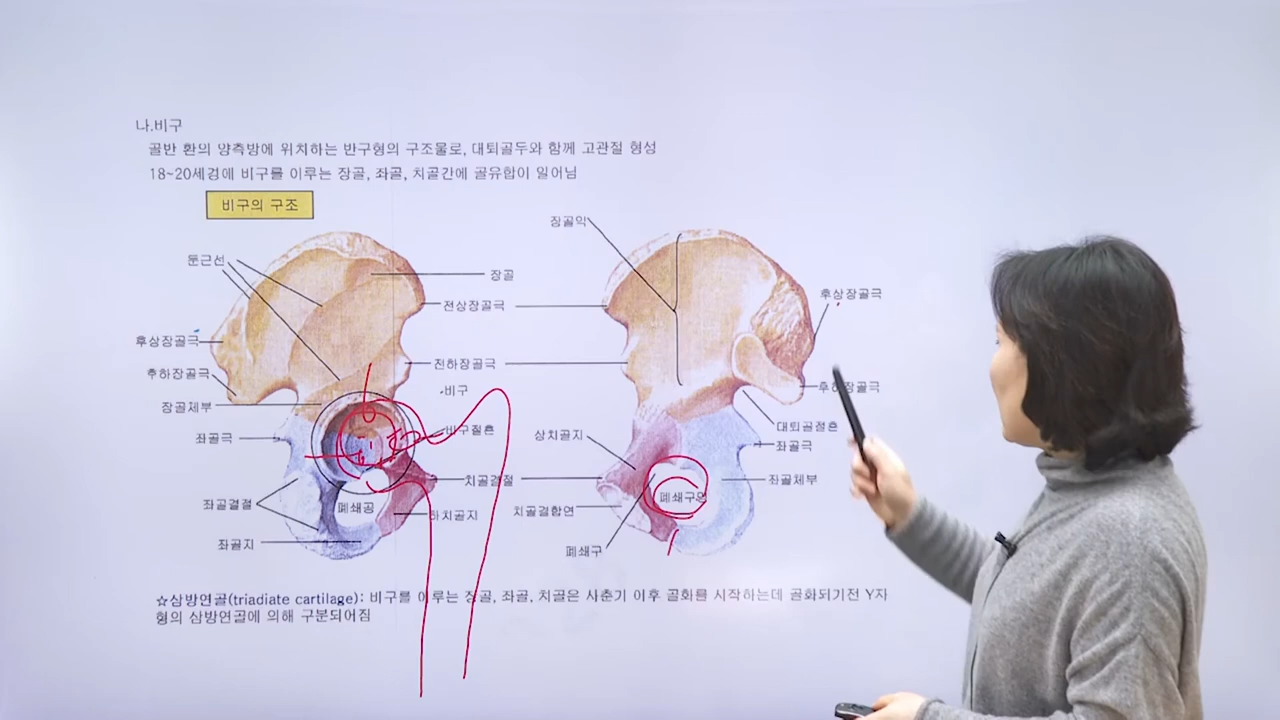 나.비구
골반 환의 양측방에 위치하는 반구형의 구조물로, 대퇴골두와 함께 고관절 형성
18~20세경에 비구를 이루는 장골, 좌골, 치골간에 골유합이 일어남
비구의 구조
둔근선
장골
전상장골극
후상장골극
전하장골극
후하장골극
비구
장골체부
비구절흔
좌골극
치골결절
좌골결절
폐쇄공
하치골지
좌골지
장골익
후상장골극
후하장골극
대퇴골절흔
상치골지
좌골극
좌골체부
폐쇄구멍
치골결합연
폐쇄구
☆삼방연골(triadiate cartilage): 비구를 이루는 장골, 좌골, 치골은 사춘기 이후 골화를 시작하는데 골화되기전 Y자
형의 삼방연골에 의해 구분되어짐